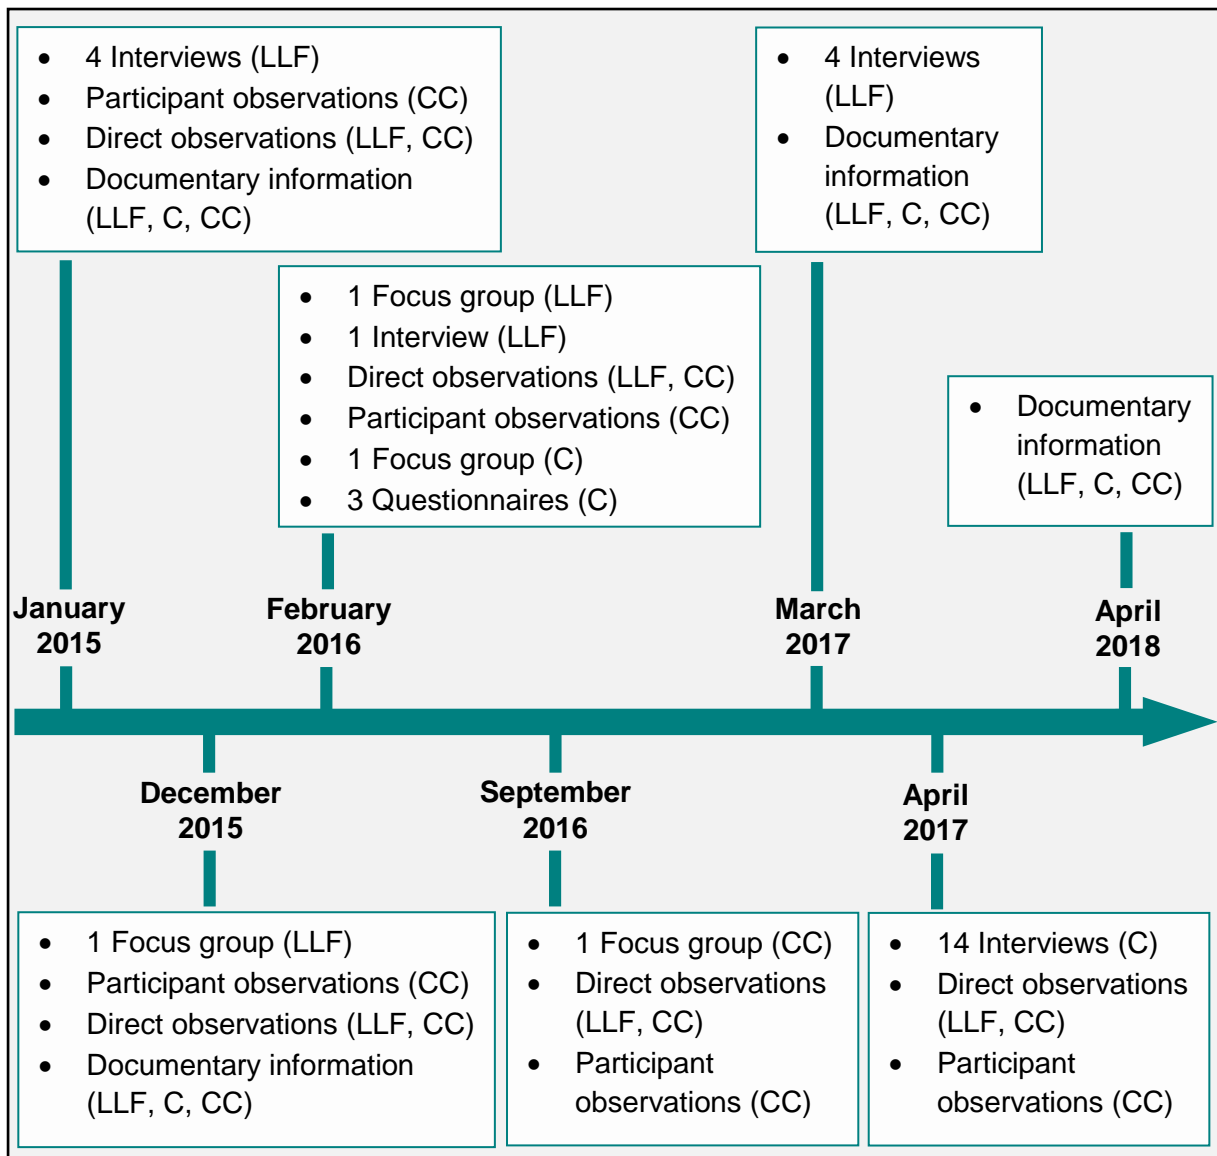 • 4 Interviews (LLF)
• Participant observations (CC)
• Direct observations (LLF, CC)
• Documentary information
(LLF, C, CC)
• 4 Interviews
(LLF)
• Documentary
information
(LLF, C, CC)
• 1 Focus group (LLF)
• 1 Interview (LLF)
• Direct observations (LLF, CC)
• Participant observations (CC)
• 1 Focus group (C)
• 3 Questionnaires (C)
• Documentary
information
(LLF, C, CC)
January
2015
February
2016
March
2017
April
2018
December
2015
September
2016
April
2017
• 1 Focus group (LLF)
• Participant observations (CC)
• Direct observations (LLF, CC)
• Documentary information
(LLF, C, CC)
• 1 Focus group (CC)
• Direct observations
(LLF, CC)
• Participant
observations (CC)
• 14 Interviews (C)
• Direct observations
(LLF, CC)
• Participant
observations (CC)